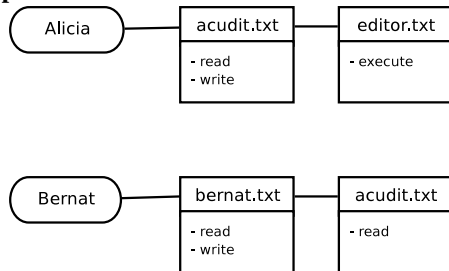 Alicia
acudit.txt
editor.txt
- read
- write
- execute
Bernat
bernat.txt
acudit.txt
- read
- write
- read